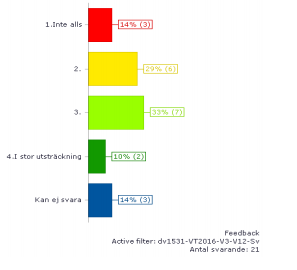 1.Inte alls
14% (3)
2.
29% (6)
3.
33% (7)
4.I stor utsträckning
10% (2)
Kan ej svara
14% (3)
Feedback
Active filter: dv1531-VT2016-V3-V12-Sv
Antal svarande: 21